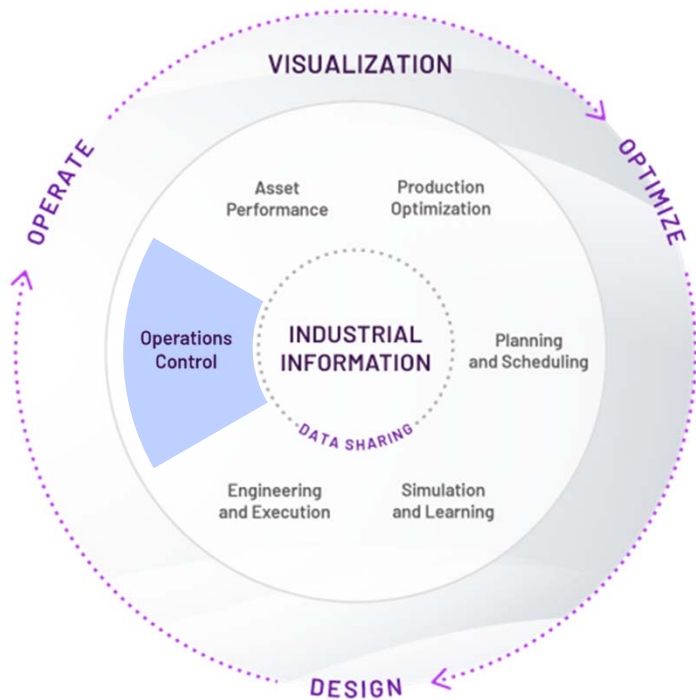 VISUALIZATION
OPERATE
OPTIMIZE
Asset
Performance
Production
Optimization
Operations
Control
INDUSTRIAL
INFORMATION
Planning
and Scheduling
DATA SHARING
Engineering
and Execution
Simulation
and Learning
DESIGN